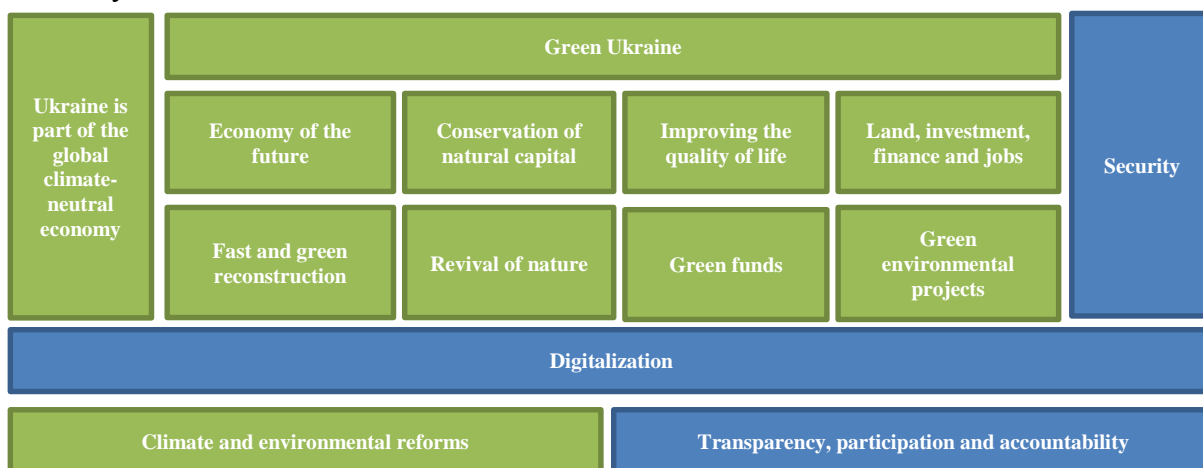 Green Ukraine
Ukraine is
part of the
global
climate-
neutral
economy
Economy of the
future
Conservation of
natural capital
Improving the
quality of life
Land, investment,
finance and jobs
Security
Fast and green
reconstruction
Revival of nature
Green funds
Green
environmental
projects
Digitalization
Climate and environmental reforms
Transparency, participation and accountability